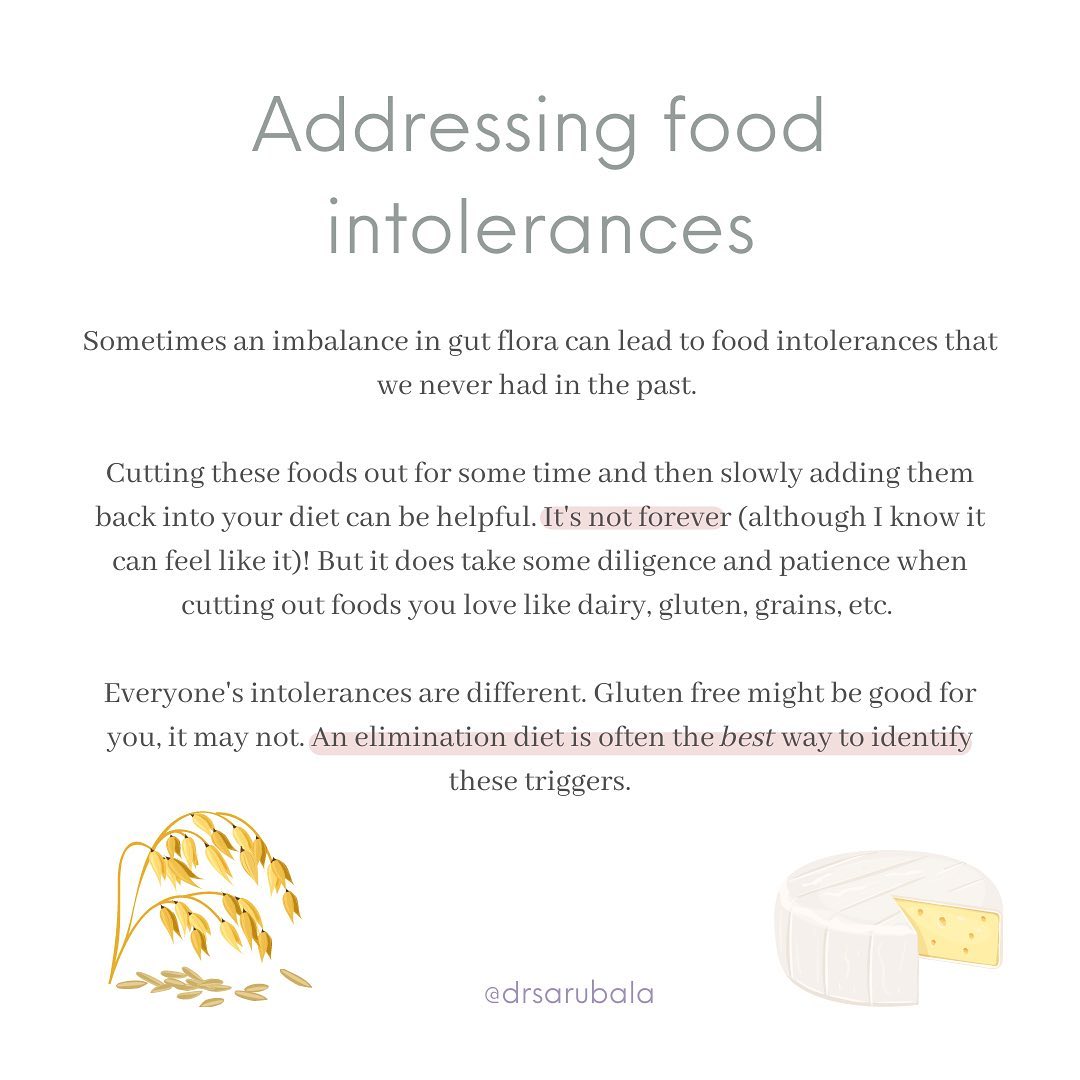 Addressing food
intolerances
Sometimes an imbalance in gut flora can lead to food intolerances that
we never had in the past.
Cutting these foods out for some time and then slowly adding them
back into your diet can be helpful. It's not forever (although I know it
can feel like it)! But it does take some diligence and patience when
cutting out foods you love like dairy, gluten, grains, etc.
Everyone's intolerances are different. Gluten free might be good for
you, it may not. An elimination diet is often the best way to identify
these triggers.
@drsarubala